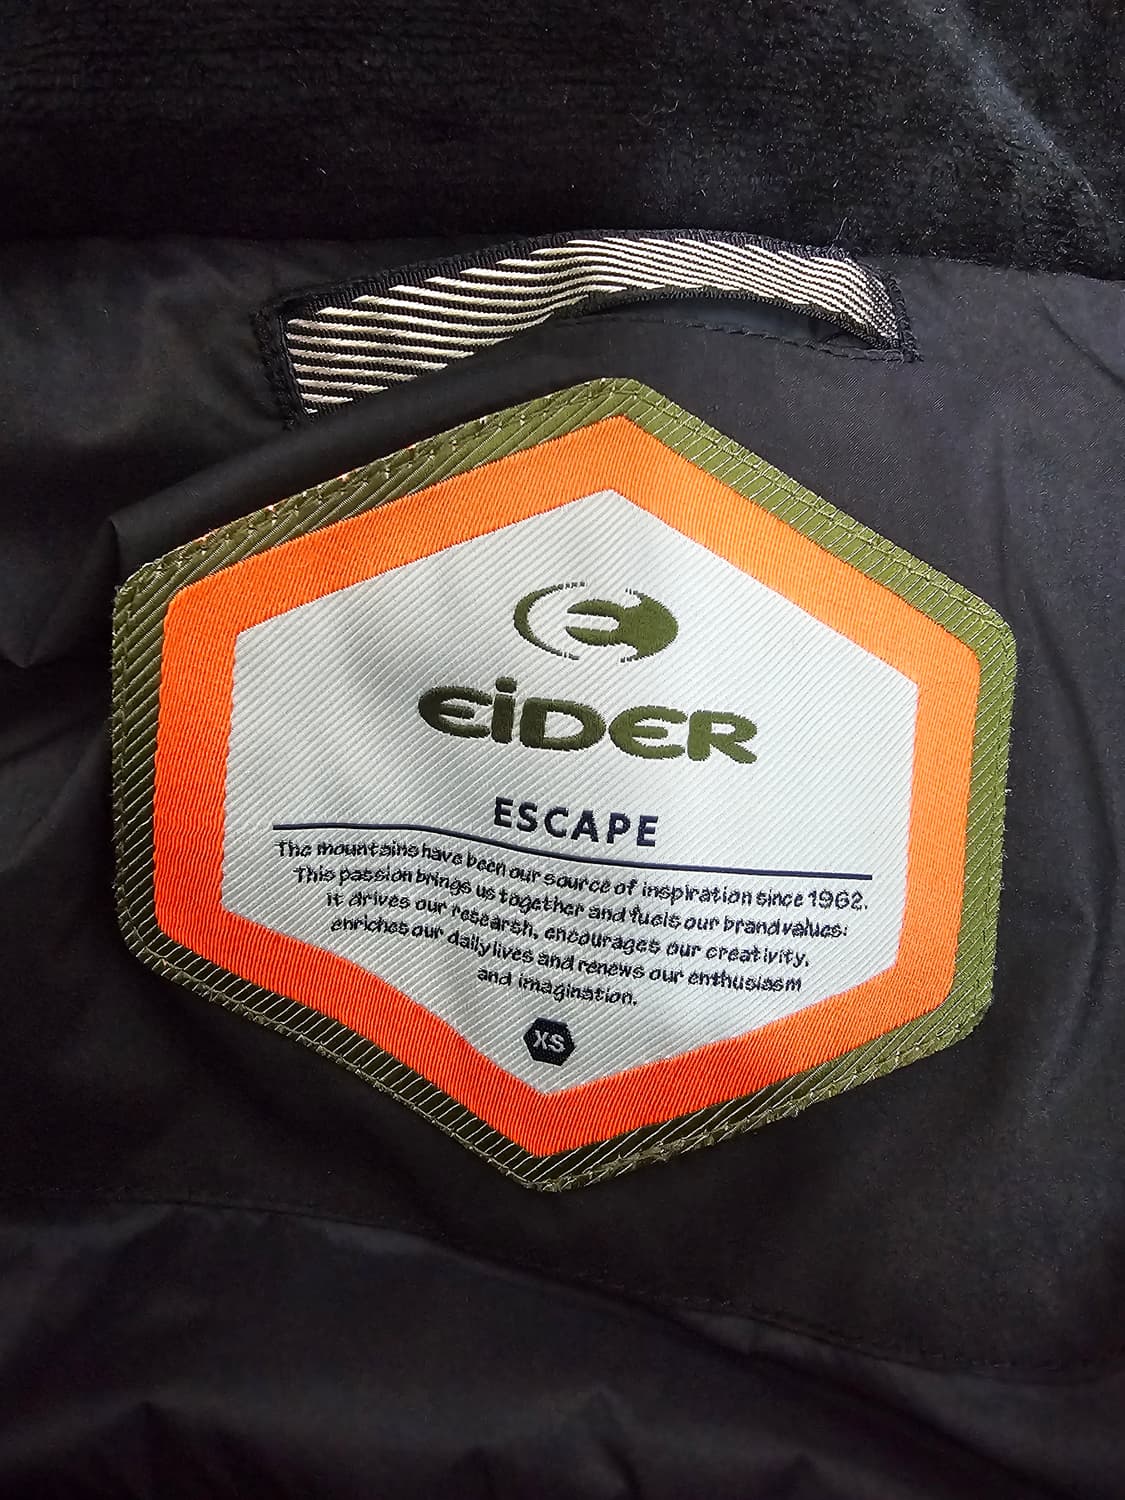 EiDER
ESCAPE
The mountains have been our source of inspiration since 1962.
This passion brings us together and fuels our brand values:
it drives our research, encourages our creativity,
enriches our daily lives and renews our enthusiasm
and imagination.
XS